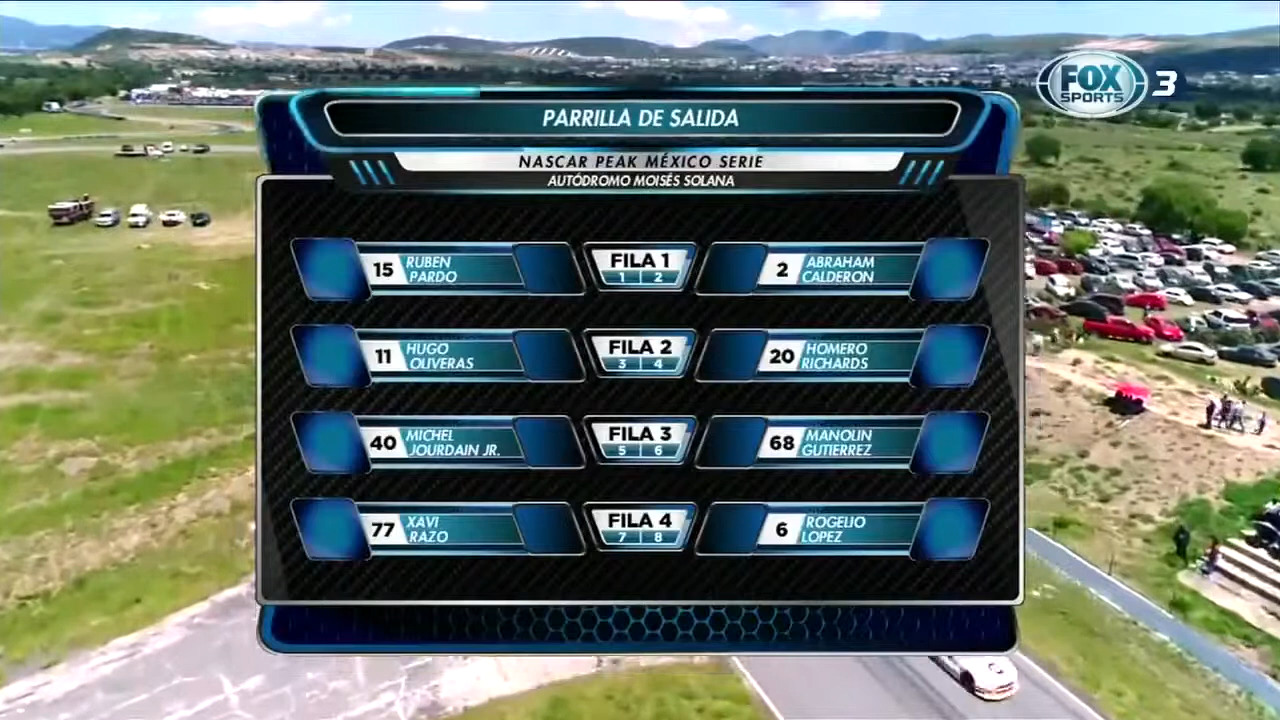 FOX
SPORTS 3
PARRILLA DE SALIDA
NASCAR PEAK MÉXICO SERIE
AUTÓDROMO MOISÉS SOLANA
15 RUBEN
PARDO
FILA 1
1 2
2 ABRAHAM
CALDERON
11 HUGO
OLIVERAS
FILA 2
3 4
20 HOMERO
RICHARDS
40 MICHEL
JOURDAIN JR.
FILA 3
5 6
68 MANOLIN
GUTIERREZ
77 XAVI
RAZO
FILA 4
7 8
6 ROGELIO
LOPEZ